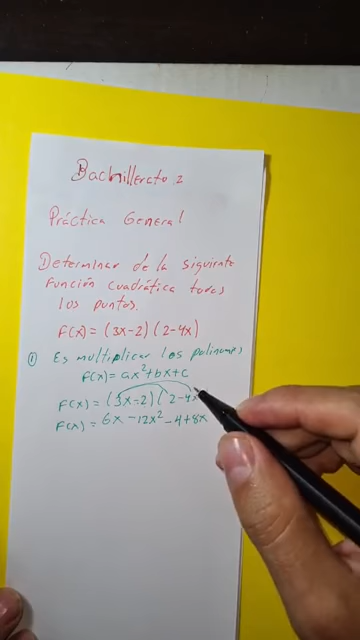 Bachillerato 2
Práctica General
Determinar de la siguiente
función cuadrática todos
los puntos.
F(x) = (3x-2)(2-4x)
① Es multiplicar los polinomios
F(x) = ax²+bx+c
F(x) = (3x-2)(2-4x
F(x) = 6x - 12x² - 4 + 8x